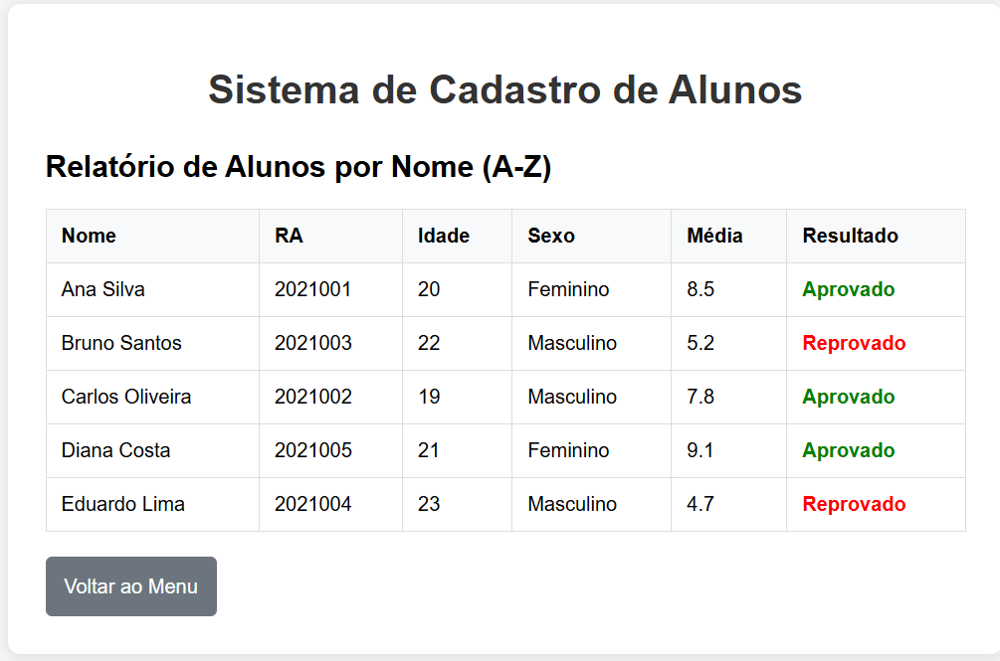 Sistema de Cadastro de Alunos
Relatório de Alunos por Nome (A-Z)
Nome RA Idade Sexo Média Resultado
Ana Silva 2021001 20 Feminino 8.5 Aprovado
Bruno Santos 2021003 22 Masculino 5.2 Reprovado
Carlos Oliveira 2021002 19 Masculino 7.8 Aprovado
Diana Costa 2021005 21 Feminino 9.1 Aprovado
Eduardo Lima 2021004 23 Masculino 4.7 Reprovado
Voltar ao Menu